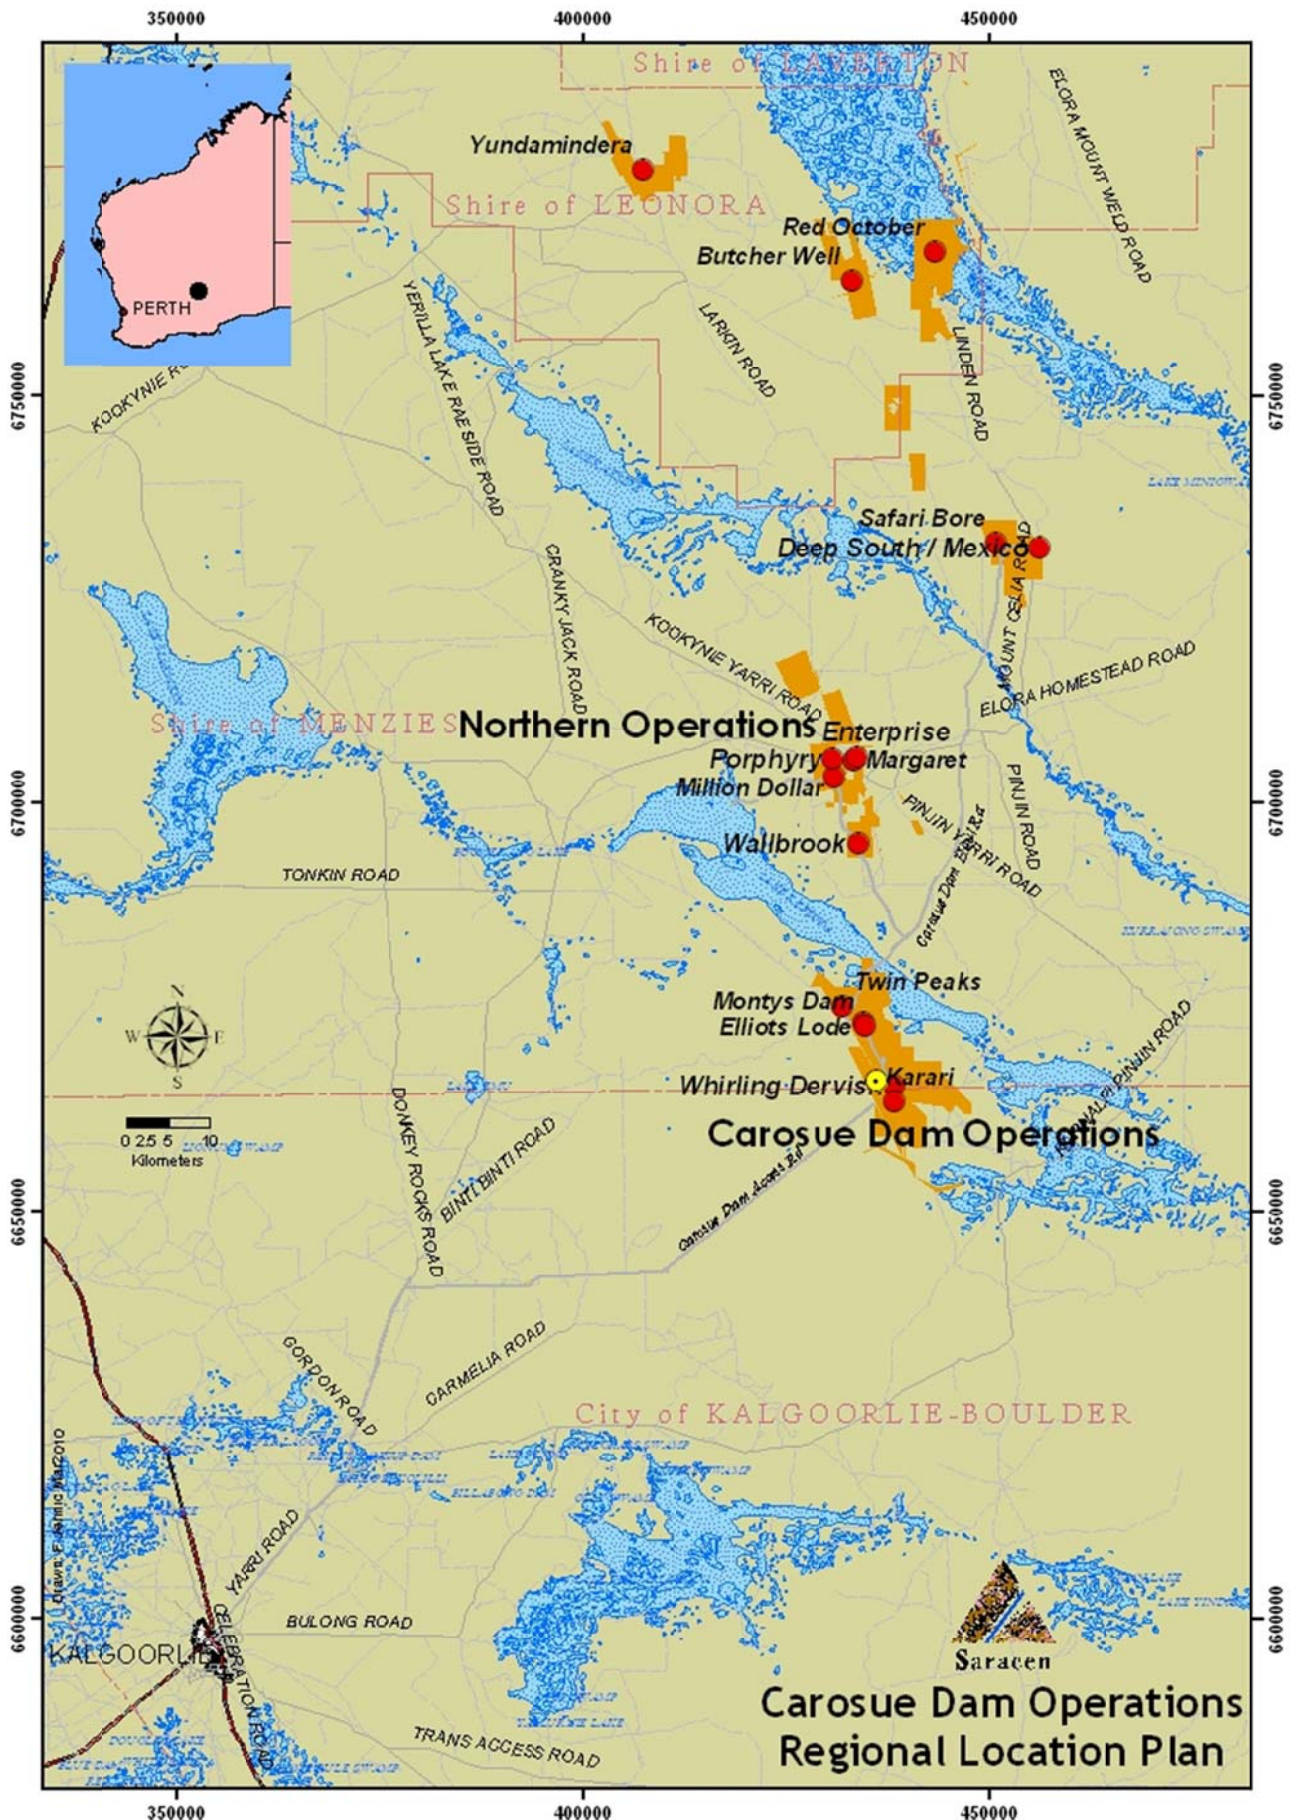 350000
400000
450000
Shire of LAVERTON
ELORA MOUNT WELD ROAD
Yundamindera
Shire of LEONORA
Red October
Butcher Well
PERTH
YERILLA LAKE RAESIDE ROAD
LARKIN ROAD
LINDEN ROAD
KOOKYNIE
6750000
6750000
Safari Bore
Deep South / Mexico
MOUNT CELIA ROAD
CRANKY JACK ROAD
KOOKYNIE YARRI ROAD
ELORA HOMESTEAD ROAD
Shire of MENZIES
Northern Operations
Enterprise
Porphyry
Margaret
Million Dollar
6700000
6700000
PINJIN ROAD
PINJIN YARRI ROAD
Wallbrook
TONKIN ROAD
Carosue Dam
Twin Peaks
Montys Dam
Elliots Lode
N
W
E
S
Karari
Whirling Dervis
Carosue Dam Operations
PINJIN ROAD
0 2.5 5 10
Kilometers
DONKEY ROCKS ROAD
BINTI BINTI ROAD
Carosue Dam Access Rd
6650000
6650000
GORDON ROAD
CARMELIA ROAD
City of KALGOORLIE-BOULDER
YARRI ROAD
BULONG ROAD
6600000
6600000
KALGOORLIE
CELEBRATION ROAD
TRANS ACCESS ROAD
Saracen
Carosue Dam Operations
Regional Location Plan
350000
400000
450000